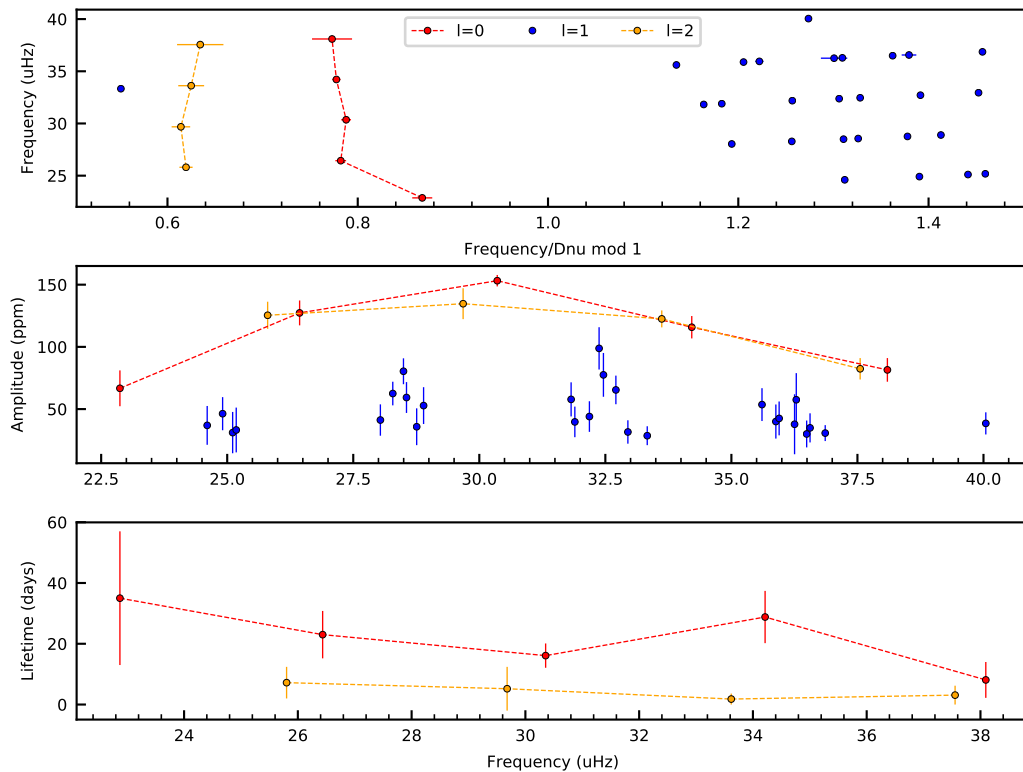 40
35
30
25
Frequency (uHz)
l=0 l=1 l=2
0.6 0.8 1.0 1.2 1.4
Frequency/Dnu mod 1
150
100
50
Amplitude (ppm)
22.5 25.0 27.5 30.0 32.5 35.0 37.5 40.0
60
40
20
0
Lifetime (days)
24 26 28 30 32 34 36 38
Frequency (uHz)